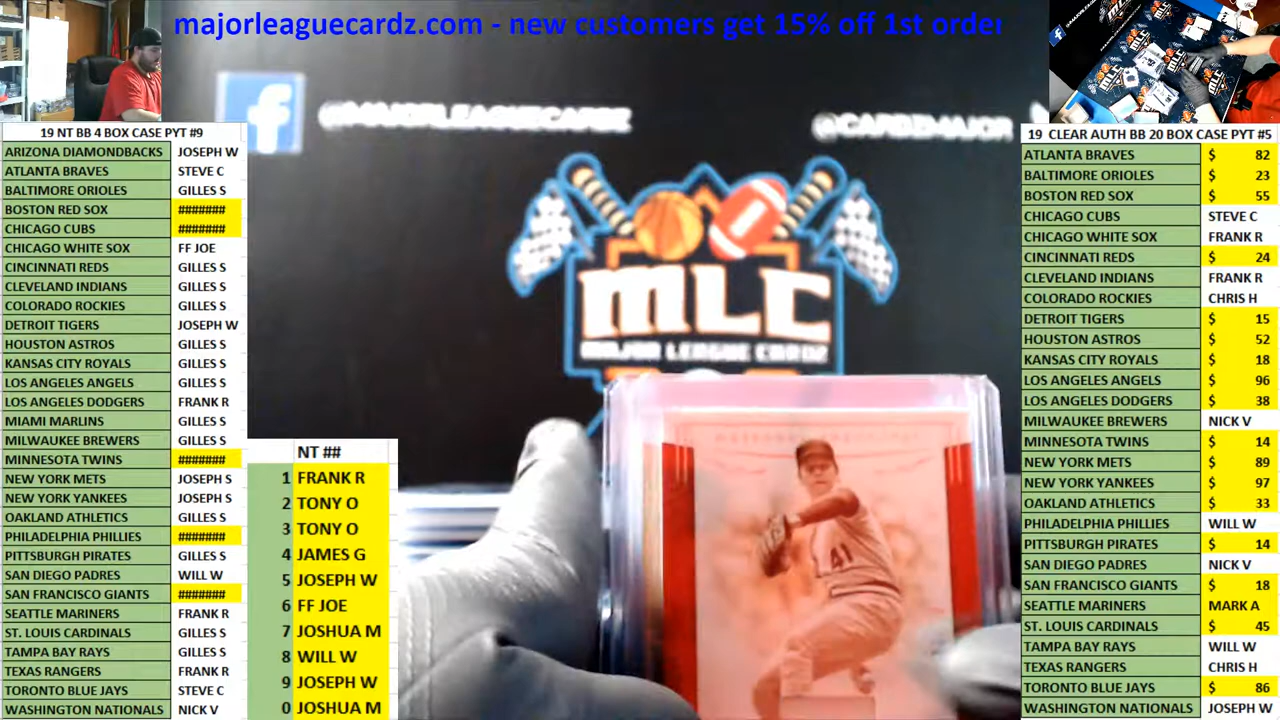 majorleaguecardz.com - new customers get 15% off 1st order
@MAJORLEAGUECARDZ
@CARDZMAJOR
MLC
MAJOR LEAGUE CARDZ
41
19 NT BB 4 BOX CASE PYT #9
ARIZONA DIAMONDBACKS JOSEPH W
ATLANTA BRAVES STEVE C
BALTIMORE ORIOLES GILLES S
BOSTON RED SOX #######
CHICAGO CUBS #######
CHICAGO WHITE SOX FF JOE
CINCINNATI REDS GILLES S
CLEVELAND INDIANS GILLES S
COLORADO ROCKIES GILLES S
DETROIT TIGERS JOSEPH W
HOUSTON ASTROS GILLES S
KANSAS CITY ROYALS GILLES S
LOS ANGELES ANGELS GILLES S
LOS ANGELES DODGERS FRANK R
MIAMI MARLINS GILLES S
MILWAUKEE BREWERS GILLES S
MINNESOTA TWINS #######
NEW YORK METS JOSEPH S
NEW YORK YANKEES JOSEPH S
OAKLAND ATHLETICS GILLES S
PHILADELPHIA PHILLIES #######
PITTSBURGH PIRATES GILLES S
SAN DIEGO PADRES WILL W
SAN FRANCISCO GIANTS #######
SEATTLE MARINERS FRANK R
ST. LOUIS CARDINALS GILLES S
TAMPA BAY RAYS GILLES S
TEXAS RANGERS FRANK R
TORONTO BLUE JAYS STEVE C
WASHINGTON NATIONALS NICK V
NT ##
1 FRANK R
2 TONY O
3 TONY O
4 JAMES G
5 JOSEPH W
6 FF JOE
7 JOSHUA M
8 WILL W
9 JOSEPH W
0 JOSHUA M
19 CLEAR AUTH BB 20 BOX CASE PYT #5
ATLANTA BRAVES $ 82
BALTIMORE ORIOLES $ 23
BOSTON RED SOX $ 55
CHICAGO CUBS STEVE C
CHICAGO WHITE SOX FRANK R
CINCINNATI REDS $ 24
CLEVELAND INDIANS FRANK R
COLORADO ROCKIES CHRIS H
DETROIT TIGERS $ 15
HOUSTON ASTROS $ 52
KANSAS CITY ROYALS $ 18
LOS ANGELES ANGELS $ 96
LOS ANGELES DODGERS $ 38
MILWAUKEE BREWERS NICK V
MINNESOTA TWINS $ 14
NEW YORK METS $ 89
NEW YORK YANKEES $ 97
OAKLAND ATHLETICS $ 33
PHILADELPHIA PHILLIES WILL W
PITTSBURGH PIRATES $ 14
SAN DIEGO PADRES NICK V
SAN FRANCISCO GIANTS $ 18
SEATTLE MARINERS MARK A
ST. LOUIS CARDINALS $ 45
TAMPA BAY RAYS WILL W
TEXAS RANGERS CHRIS H
TORONTO BLUE JAYS $ 86
WASHINGTON NATIONALS JOSEPH W